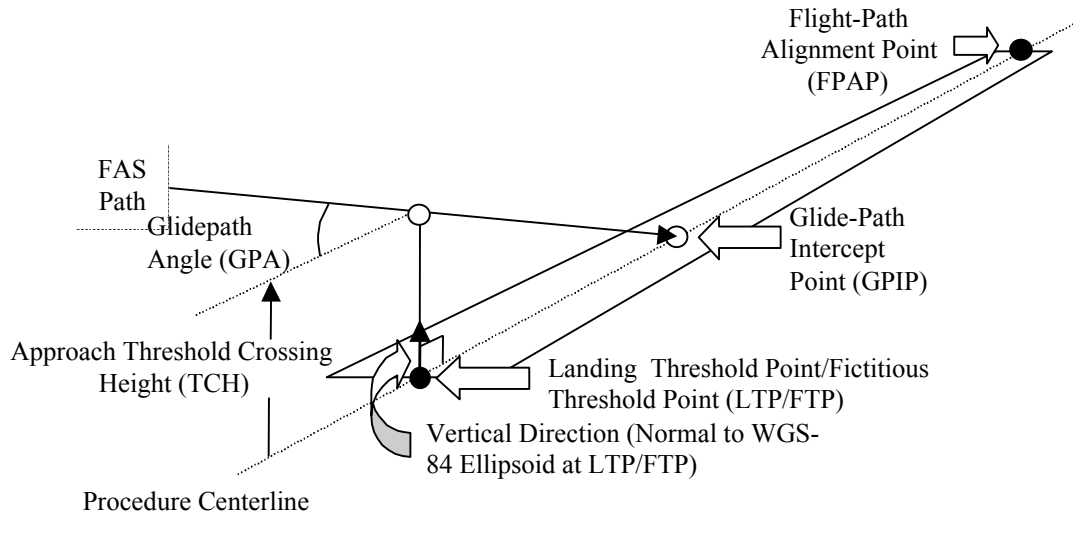 Flight-Path
Alignment Point
(FPAP)
FAS
Path
Glidepath
Angle (GPA)
Glide-Path
Intercept
Point (GPIP)
Approach Threshold Crossing
Height (TCH)
Landing Threshold Point/Fictitious
Threshold Point (LTP/FTP)
Vertical Direction (Normal to WGS-
84 Ellipsoid at LTP/FTP)
Procedure Centerline